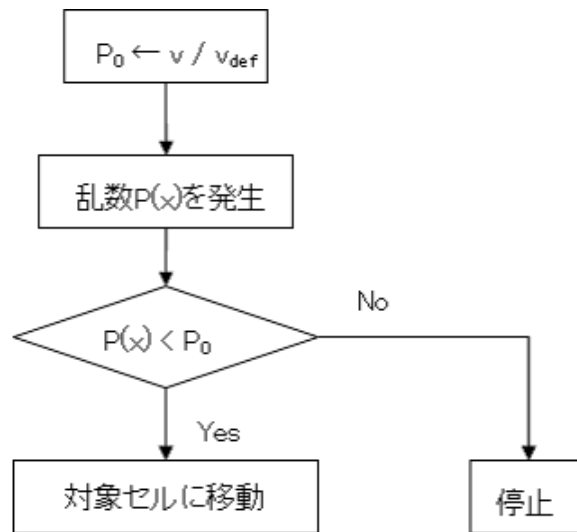 P₀ ← v / v_def
乱数P(x)を発生
P(x) < P₀
No
Yes
対象セルに移動
停止